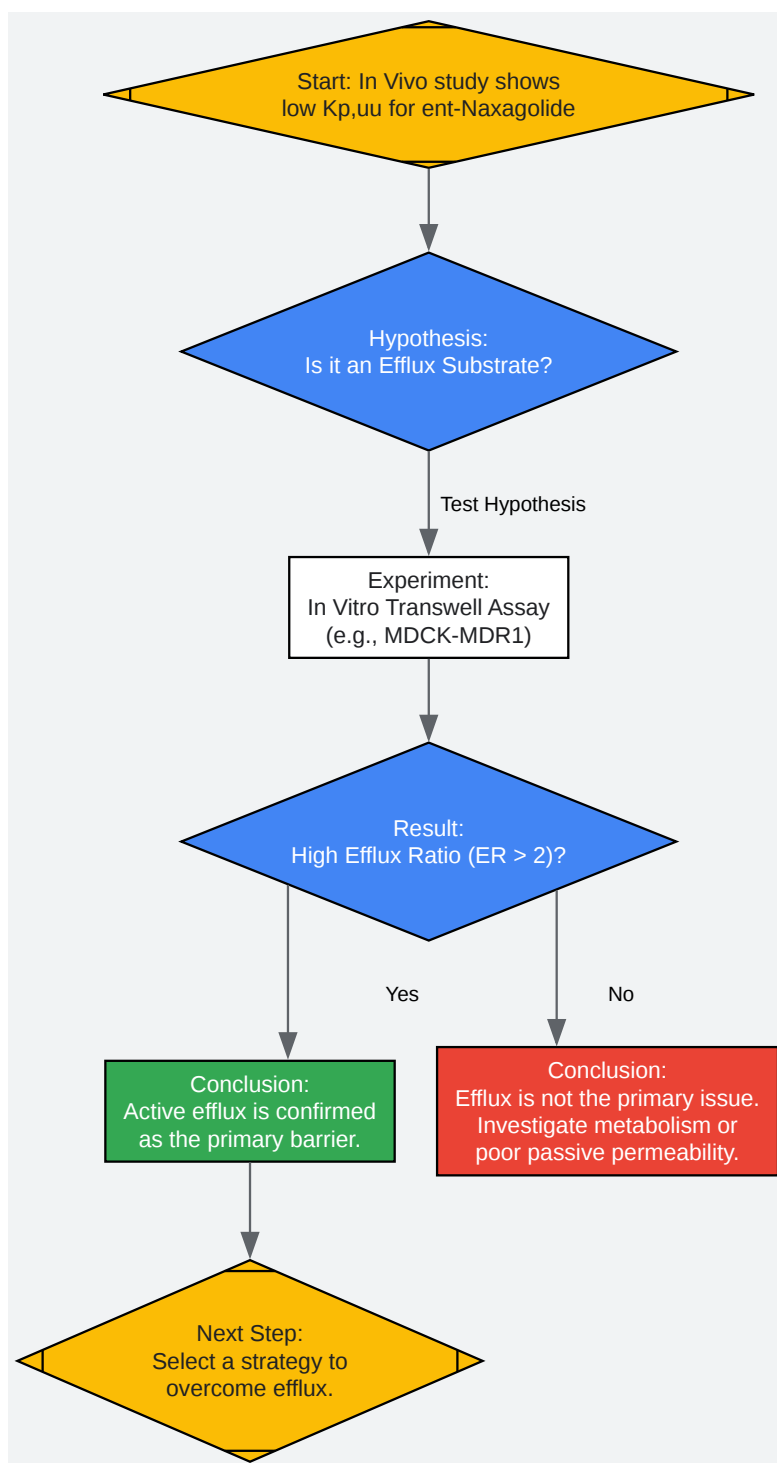 Start: In Vivo study shows
low Kp,uu for ent-Naxagolide
Hypothesis:
Is it an Efflux Substrate?
Test Hypothesis
Experiment:
In Vitro Transwell Assay
(e.g., MDCK-MDR1)
Result:
High Efflux Ratio (ER > 2)?
Yes
No
Conclusion:
Active efflux is confirmed
as the primary barrier.
Conclusion:
Efflux is not the primary issue.
Investigate metabolism or
poor passive permeability.
Next Step:
Select a strategy to
overcome efflux.